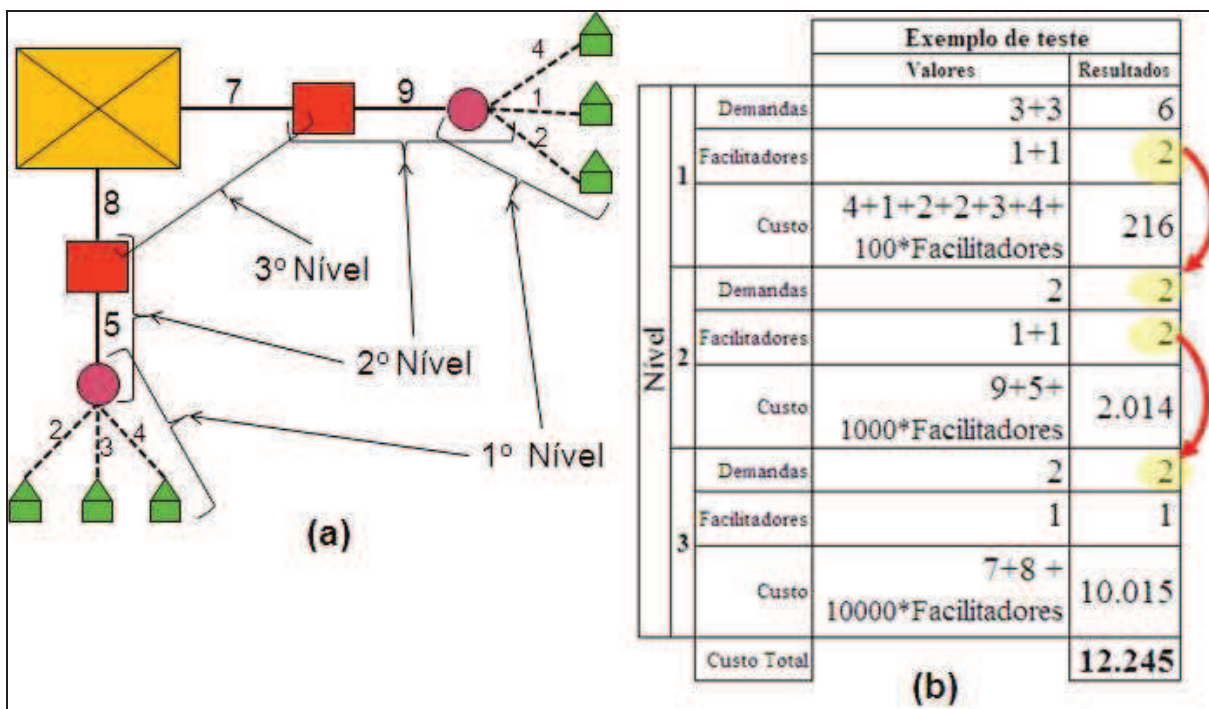 4
7
9
1
2
8
3º Nível
5
2º Nível
2
3
4
1º Nível
(a)
Exemplo de teste
Valores Resultados
Nível
1
Demandas 3+3 6
Facilitadores 1+1 2
4+1+2+2+3+4+
Custo 216
100*Facilitadores
2
Demandas 2 2
Facilitadores 1+1 2
9+5+
Custo 2.014
1000*Facilitadores
3
Demandas 2 2
Facilitadores 1 1
7+8 +
Custo 10.015
10000*Facilitadores
Custo Total 12.245
(b)